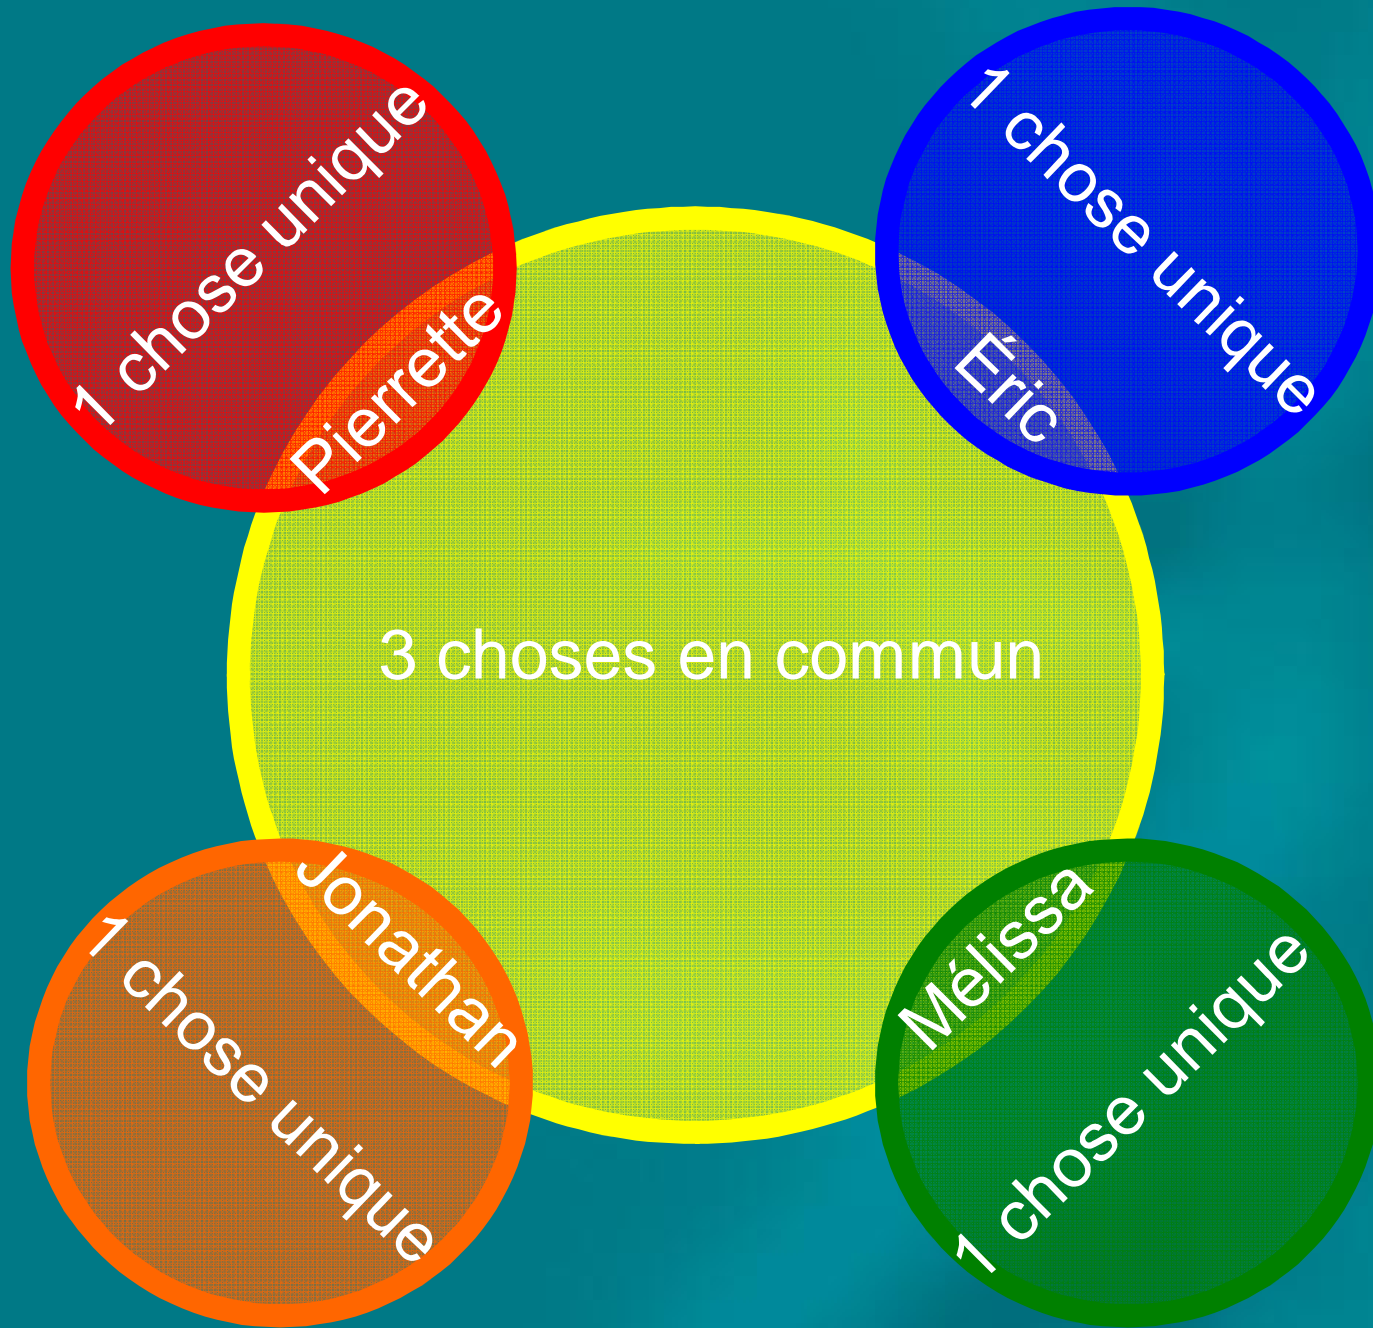 1 chose unique
Pierrette
1 chose unique
Éric
3 choses en commun
Jonathan
1 chose unique
Mélissa
1 chose unique